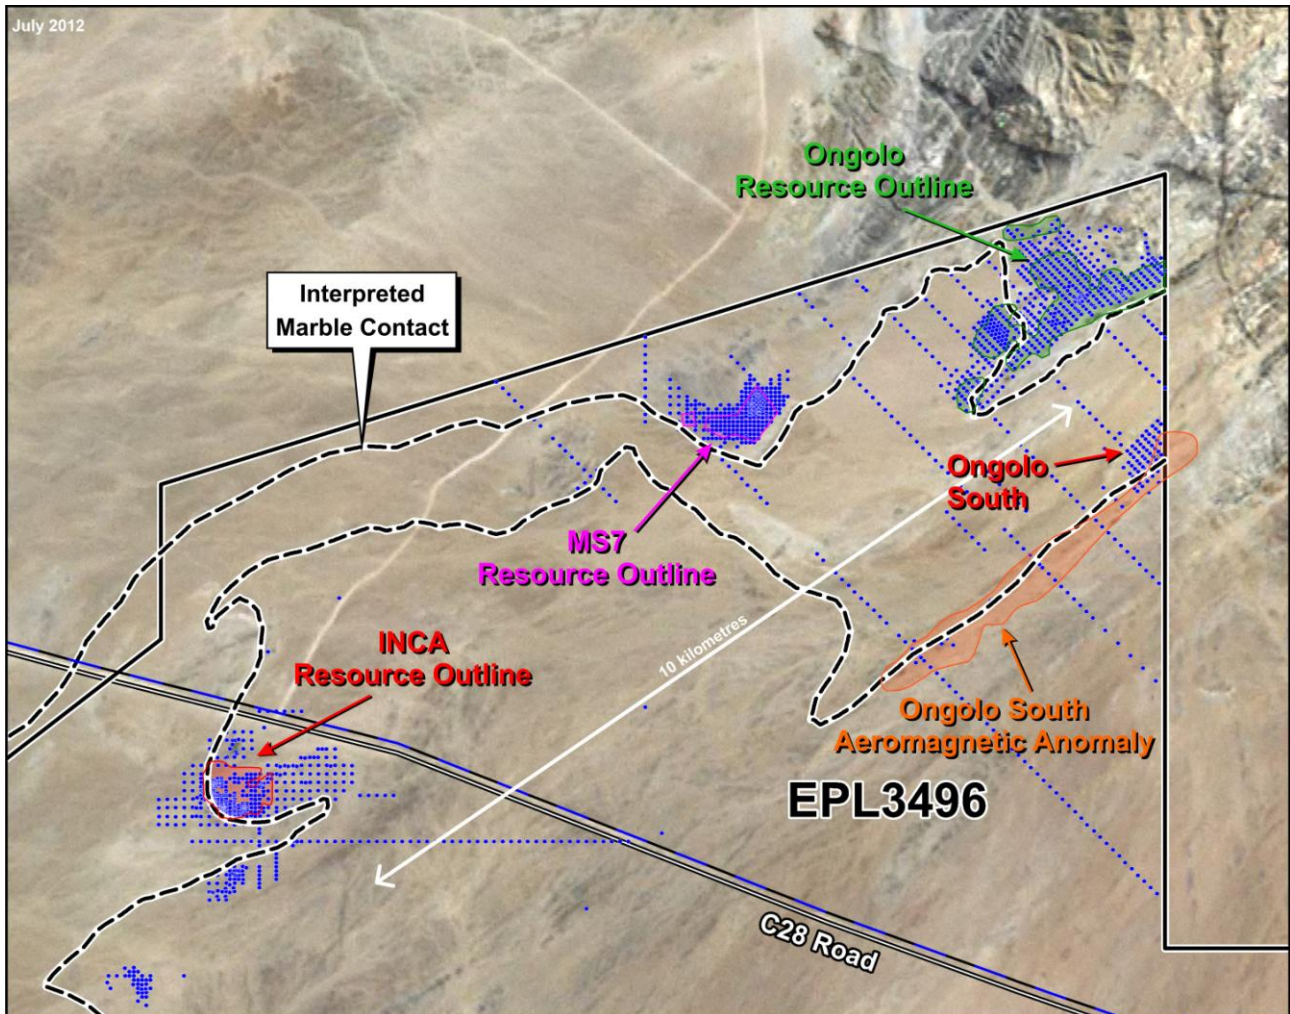 July 2012
Ongolo
Resource Outline
Interpreted
Marble Contact
Ongolo
South
MS7
Resource Outline
10 kilometres
INCA
Resource Outline
Ongolo South
Aeromagnetic Anomaly
EPL3496
C28 Road